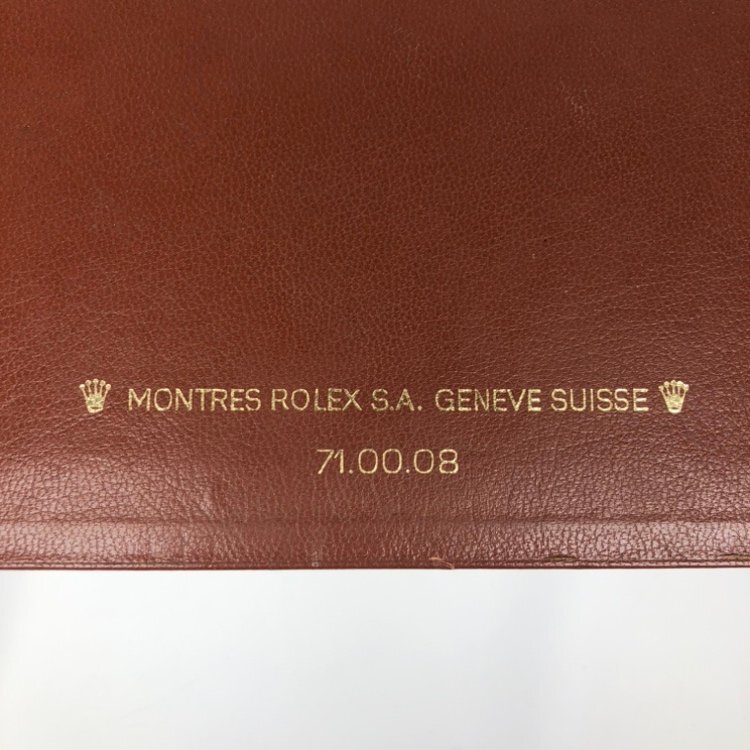 MONTRES ROLEX S.A. GENEVE SUISSE
71.00.08